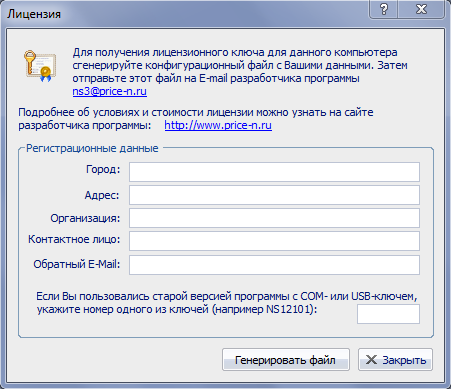 Лицензия
Для получения лицензионного ключа для данного компьютера
сгенерируйте конфигурационный файл с Вашими данными. Затем
отправьте этот файл на E-mail разработчика программы
ns3@price-n.ru
Подробнее об условиях и стоимости лицензии можно узнать на сайте
разработчика программы: http://www.price-n.ru
Регистрационные данные
Город:
Адрес:
Организация:
Контактное лицо:
Обратный E-Mail:
Если Вы пользовались старой версией программы с COM- или USB-ключем,
укажите номер одного из ключей (например NS12101):
Генерировать файл
Закрыть